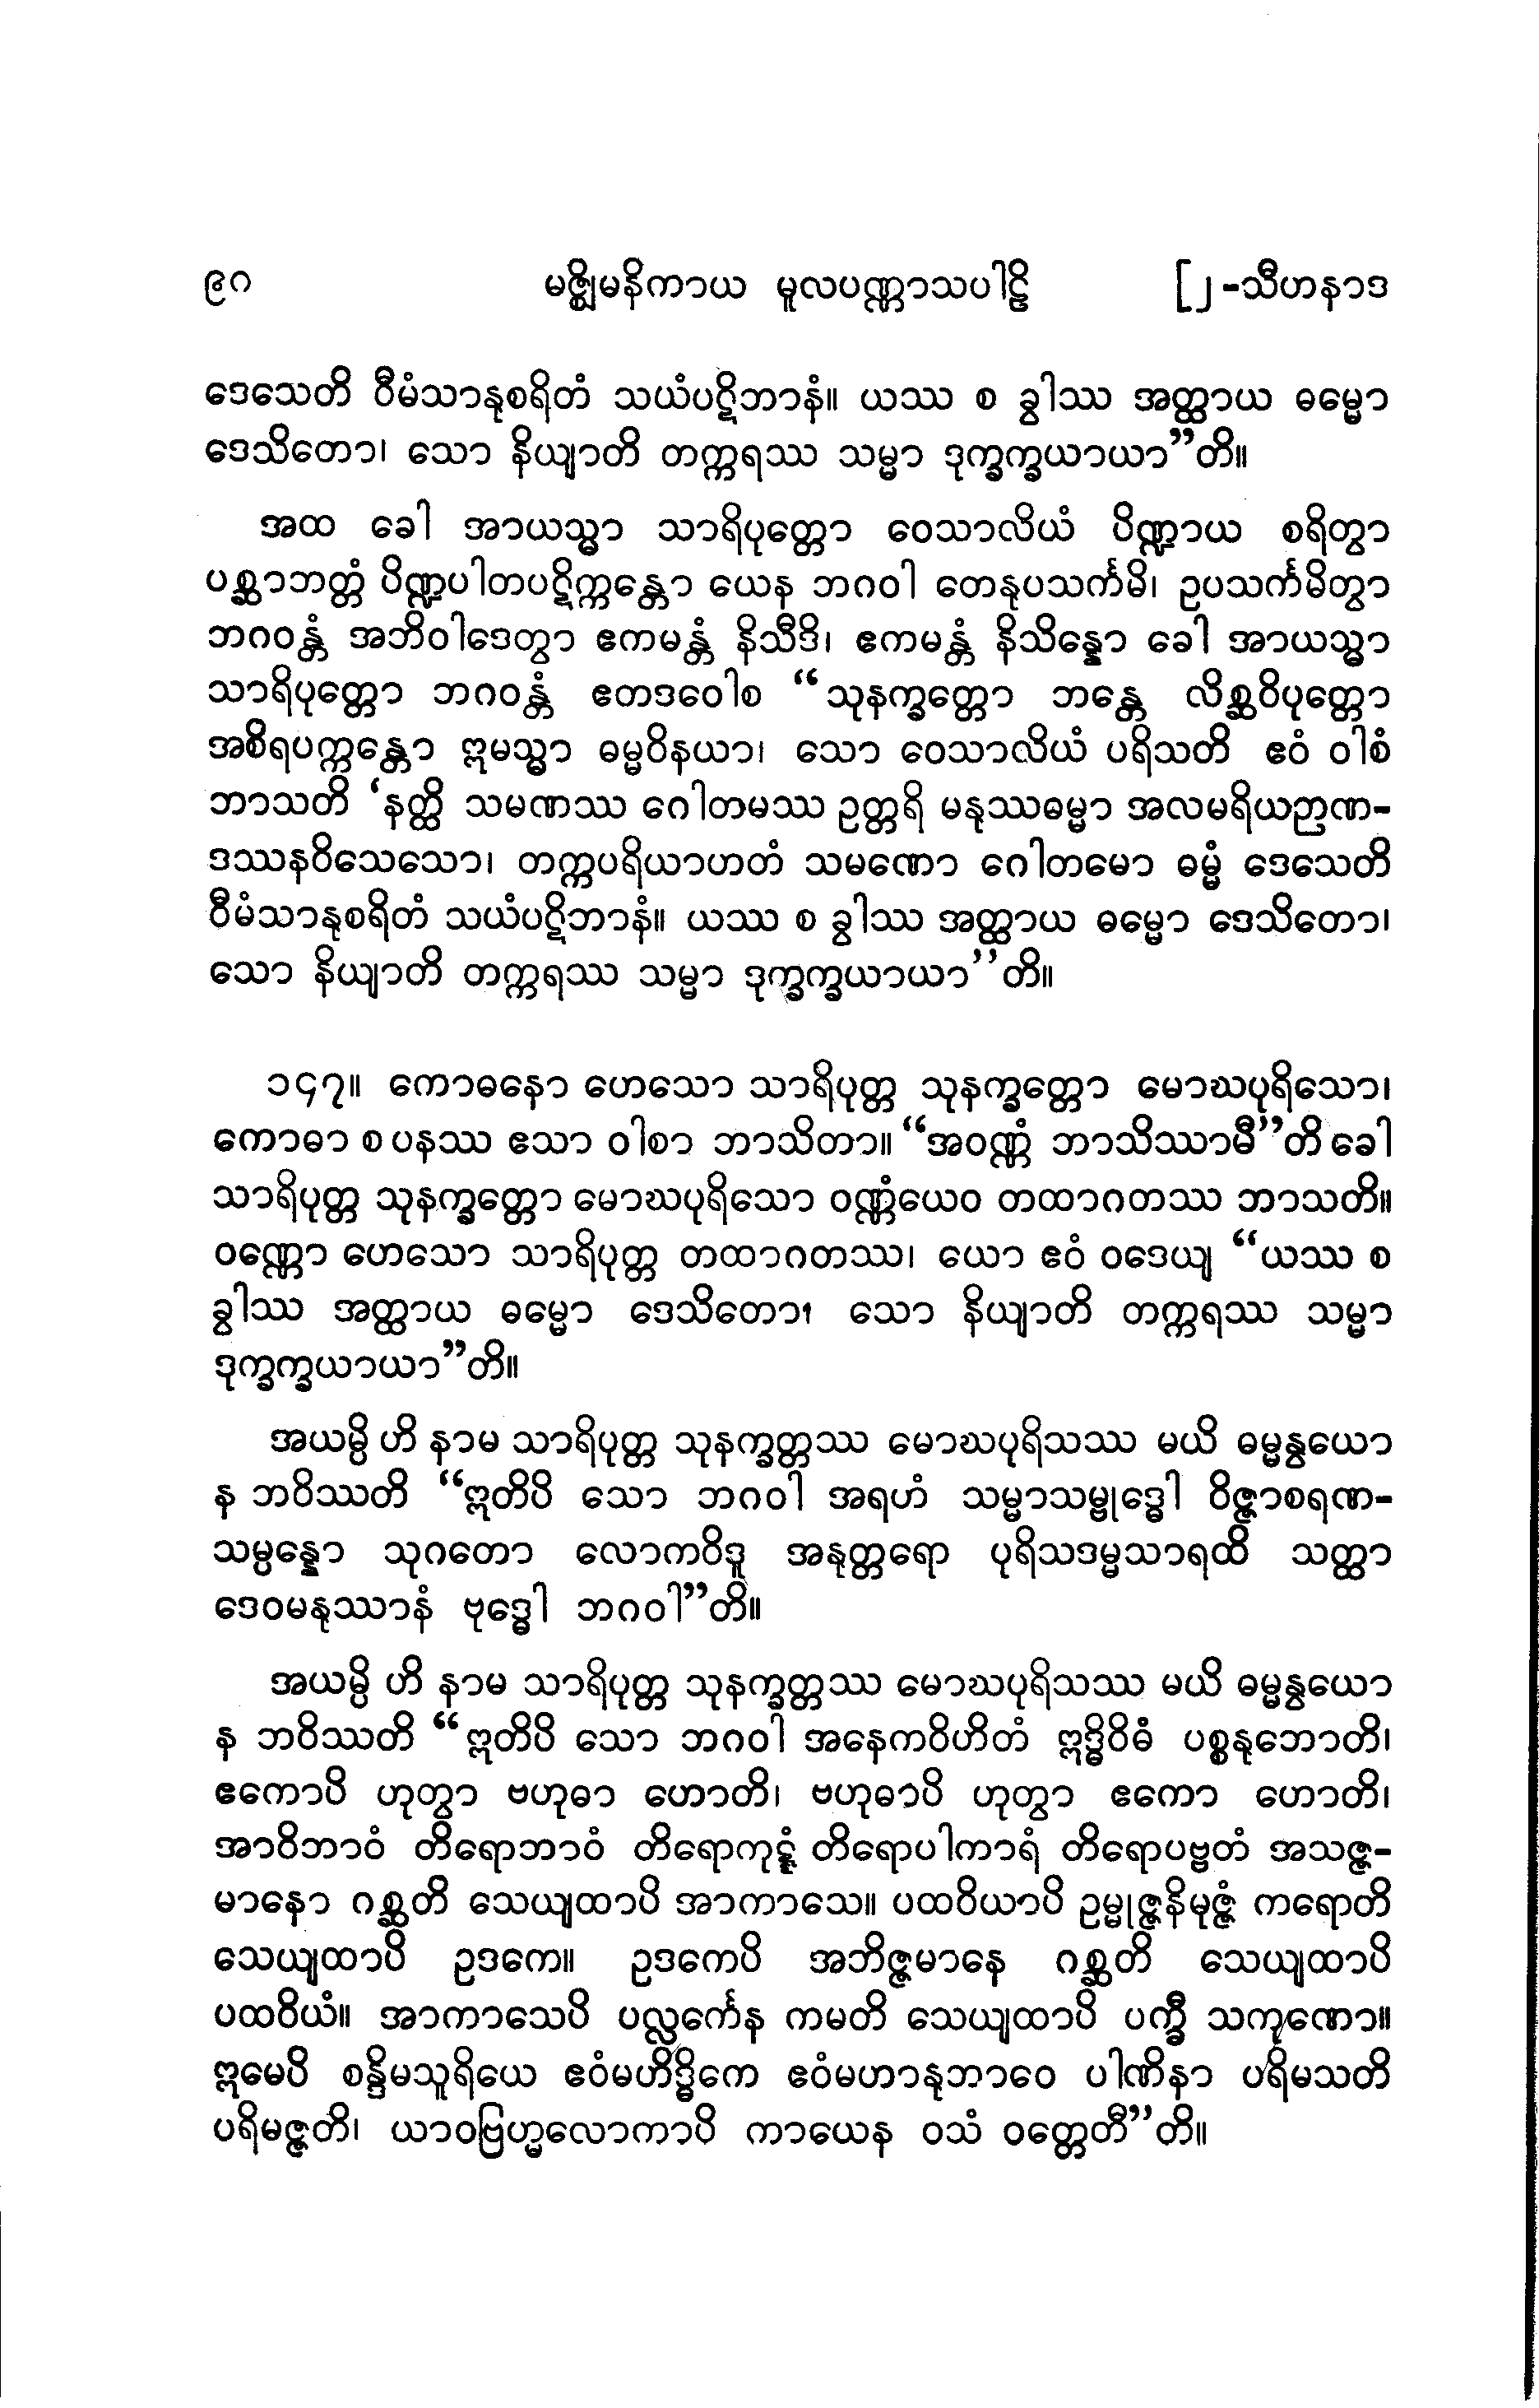 ၉၀ မဇ္ဈိမနိကာယ မူလပဏ္ဏာသပါဠိ [၂-သီဟနာဒ
ဒေသေတိ ဝီမံသာနုစရိတံ သယံပဋိဘာနံ။ ယဿ စ ခွါဿ အတ္ထာယ ဓမ္မော
ဒေသိတော၊ သော နိယျာတိ တက္ကရဿ သမ္မာ ဒုက္ခက္ခယာယာ”တိ။
အထ ခေါ အာယသ္မာ သာရိပုတ္တော ဝေသာလိယံ ပိဏ္ဍာယ စရိတွာ
ပစ္ဆာဘတ္တံ ပိဏ္ဍပါတပဋိက္ကန္တော ယေန ဘဂဝါ တေနုပသင်္ကမိ၊ ဥပသင်္ကမိတွာ
ဘဂဝန္တံ အဘိဝါဒေတွာ ဧကမန္တံ နိသီဒိ၊ ဧကမန္တံ နိသိန္နော ခေါ အာယသ္မာ
သာရိပုတ္တော ဘဂဝန္တံ ဧတဒဝေါစ “သုနက္ခတ္တော ဘန္တေ လိစ္ဆဝိပုတ္တော
အစိရပက္ကန္တော ဣမသ္မာ ဓမ္မဝိနယာ၊ သော ဝေသာလိယံ ပရိသတိ ဧဝံ ဝါစံ
ဘာသတိ ‘နတ္ထိ သမဏဿ ဂေါတမဿ ဥတ္တရိ မနုဿဓမ္မာ အလမရိယဉာဏ-
ဒဿနဝိသေသော၊ တက္ကပရိယာဟတံ သမဏော ဂေါတမော ဓမ္မံ ဒေသေတိ
ဝီမံသာနုစရိတံ သယံပဋိဘာနံ။ ယဿ စ ခွါဿ အတ္ထာယ ဓမ္မော ဒေသိတော၊
သော နိယျာတိ တက္ကရဿ သမ္မာ ဒုက္ခက္ခယာယာ’’တိ။
၁၄၇။ ကောဓနော ဟေသော သာရိပုတ္တ သုနက္ခတ္တော မောဃပုရိသော၊
ကောဓာ စ ပနဿ ဧသာ ဝါစာ ဘာသိတာ။ “အဝဏ္ဏံ ဘာသိဿာမီ”တိ ခေါ
သာရိပုတ္တ သုနက္ခတ္တော မောဃပုရိသော ဝဏ္ဏံယေဝ တထာဂတဿ ဘာသတိ။
ဝဏ္ဏော ဟေသော သာရိပုတ္တ တထာဂတဿ၊ ယော ဧဝံ ဝဒေယျ “ယဿ စ
ခွါဿ အတ္ထာယ ဓမ္မော ဒေသိတော၊ သော နိယျာတိ တက္ကရဿ သမ္မာ
ဒုက္ခက္ခယာယာ”တိ။
အယမ္ပိ ဟိ နာမ သာရိပုတ္တ သုနက္ခတ္တဿ မောဃပုရိသဿ မယိ ဓမ္မန္ဝယော
န ဘဝိဿတိ “ဣတိပိ သော ဘဂဝါ အရဟံ သမ္မာသမ္ဗုဒ္ဓေါ ဝိဇ္ဇာစရဏ-
သမ္ပန္နော သုဂတော လောကဝိဒူ အနုတ္တရော ပုရိသဒမ္မသာရထိ သတ္ထာ
ဒေဝမနုဿာနံ ဗုဒ္ဓေါ ဘဂဝါ”တိ။
အယမ္ပိ ဟိ နာမ သာရိပုတ္တ သုနက္ခတ္တဿ မောဃပုရိသဿ မယိ ဓမ္မန္ဝယော
န ဘဝိဿတိ “ဣတိပိ သော ဘဂဝါ အနေကဝိဟိတံ ဣဒ္ဓိဝိဓံ ပစ္စနုဘောတိ၊
ဧကောပိ ဟုတွာ ဗဟုဓာ ဟောတိ၊ ဗဟုဓာပိ ဟုတွာ ဧကော ဟောတိ၊
အာဝိဘာဝံ တိရောဘာဝံ တိရောကုဋ္ဋံ တိရောပါကာရံ တိရောပဗ္ဗတံ အသဇ္ဇ-
မာနော ဂစ္ဆတိ သေယျထာပိ အာကာသေ။ ပထဝိယာပိ ဥမ္မုဇ္ဇနိမုဇ္ဇံ ကရောတိ
သေယျထာပိ ဥဒကေ။ ဥဒကေပိ အဘိဇ္ဇမာနေ ဂစ္ဆတိ သေယျထာပိ
ပထဝိယံ။ အာကာသေပိ ပလ္လင်္ကေန ကမတိ သေယျထာပိ ပက္ခီ သကုဏော။
ဣမေပိ စန္ဒိမသူရိယေ ဧဝံမဟိဒ္ဓိကေ ဧဝံမဟာနုဘာဝေ ပါဏိနာ ပရိမသတိ
ပရိမဇ္ဇတိ၊ ယာဝဗြဟ္မလောကာပိ ကာယေန ဝသံ ဝတ္တေတီ”တိ။